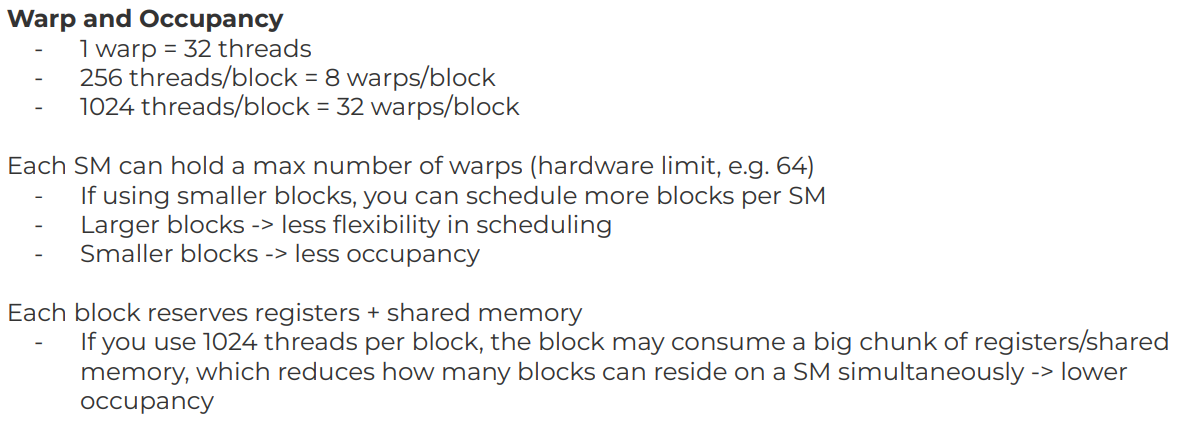 Warp and Occupancy
- 1 warp = 32 threads
- 256 threads/block = 8 warps/block
- 1024 threads/block = 32 warps/block
Each SM can hold a max number of warps (hardware limit, e.g. 64)
- If using smaller blocks, you can schedule more blocks per SM
- Larger blocks -> less flexibility in scheduling
- Smaller blocks -> less occupancy
Each block reserves registers + shared memory
- If you use 1024 threads per block, the block may consume a big chunk of registers/shared
memory, which reduces how many blocks can reside on a SM simultaneously -> lower
occupancy